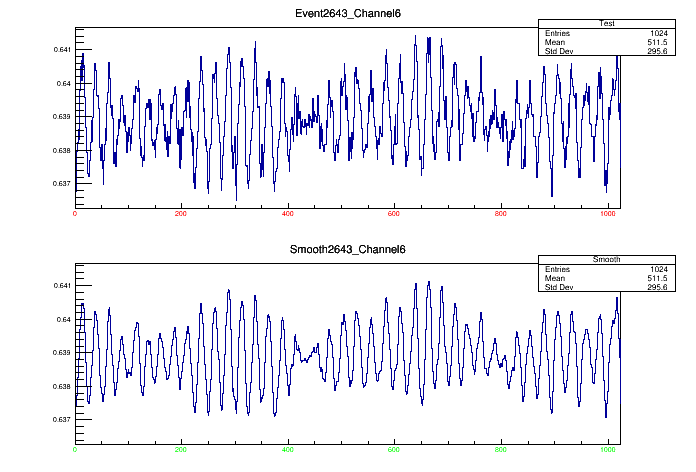 Event2643_Channel6
Test
Entries 1024
Mean 511.5
Std Dev 295.6
0.641
0.64
0.639
0.638
0.637
0 200 400 600 800 1000
Smooth2643_Channel6
Smooth
Entries 1024
Mean 511.5
Std Dev 295.6
0.641
0.64
0.639
0.638
0.637
0 200 400 600 800 1000